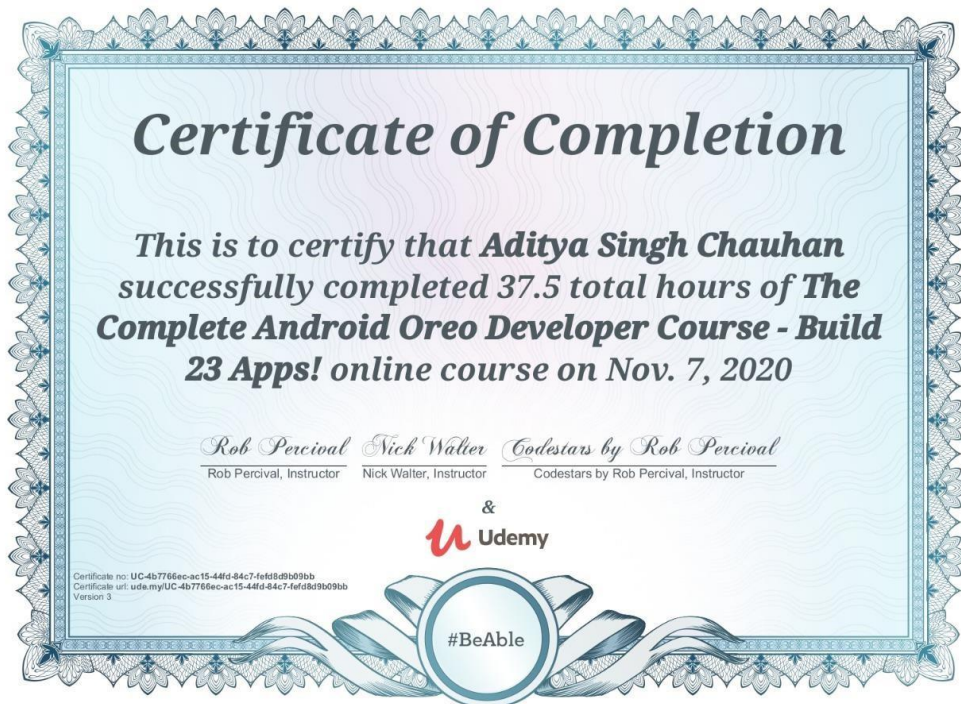 Certificate of Completion
This is to certify that Aditya Singh Chauhan
successfully completed 37.5 total hours of The
Complete Android Oreo Developer Course - Build
23 Apps! online course on Nov. 7, 2020
Rob Percival Nick Walter Codestars by Rob Percival
Rob Percival, Instructor Nick Walter, Instructor Codestars by Rob Percival, Instructor
&
Udemy
Certificate no: UC-4b7766ec-ac15-44fd-84c7-fefd8d9b09bb
Certificate url: ude.my/UC-4b7766ec-ac15-44fd-84c7-fefd8d9b09bb
Version 3
#BeAble